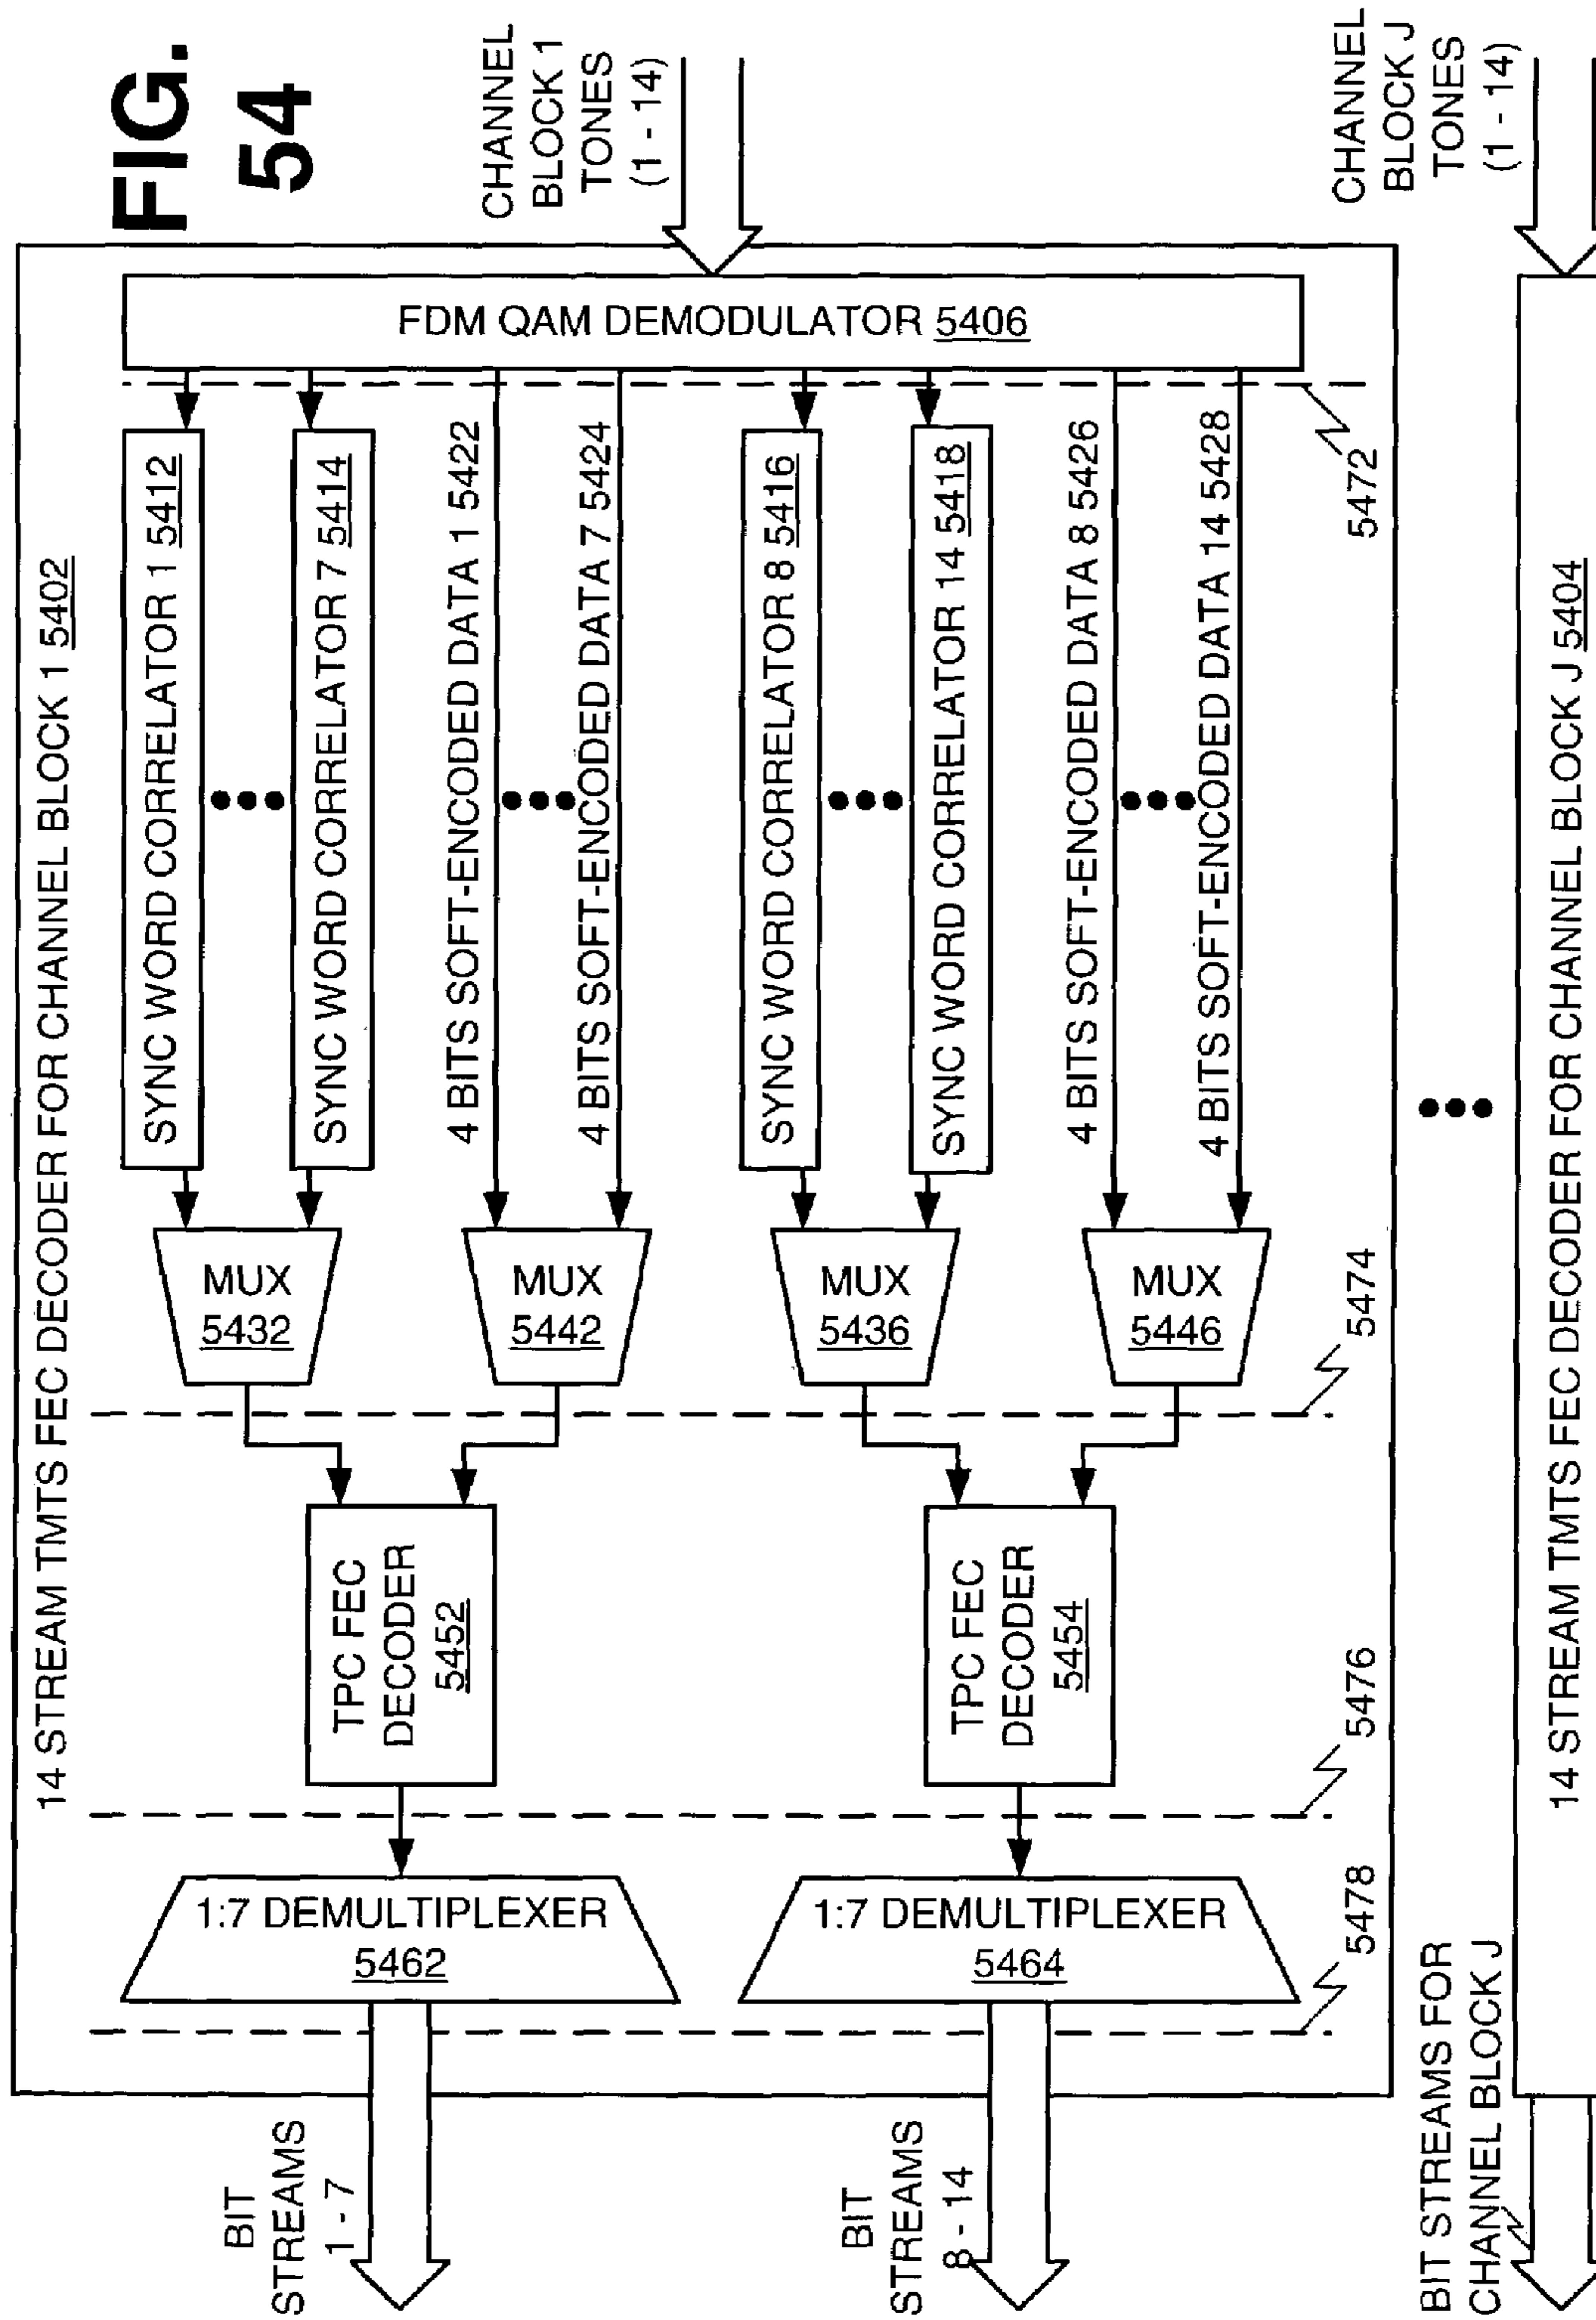 FIG.
54
14 STREAM TMTS FEC DECODER FOR CHANNEL BLOCK 1 5402
CHANNEL
BLOCK 1
TONES
(1 - 14)
FDM QAM DEMODULATOR 5406
SYNC WORD CORRELATOR 1 5412
SYNC WORD CORRELATOR 7 5414
4 BITS SOFT-ENCODED DATA 1 5422
4 BITS SOFT-ENCODED DATA 7 5424
SYNC WORD CORRELATOR 8 5416
SYNC WORD CORRELATOR 14 5418
4 BITS SOFT-ENCODED DATA 8 5426
4 BITS SOFT-ENCODED DATA 14 5428
5472
MUX
5432
MUX
5442
MUX
5436
MUX
5446
5474
TPC FEC
DECODER
5452
TPC FEC
DECODER
5454
5476
1:7 DEMULTIPLEXER
5462
1:7 DEMULTIPLEXER
5464
5478
BIT
STREAMS
1 - 7
BIT
STREAMS
8 - 14
CHANNEL
BLOCK J
TONES
(1 - 14)
14 STREAM TMTS FEC DECODER FOR CHANNEL BLOCK J 5404
BIT STREAMS FOR
CHANNEL BLOCK J